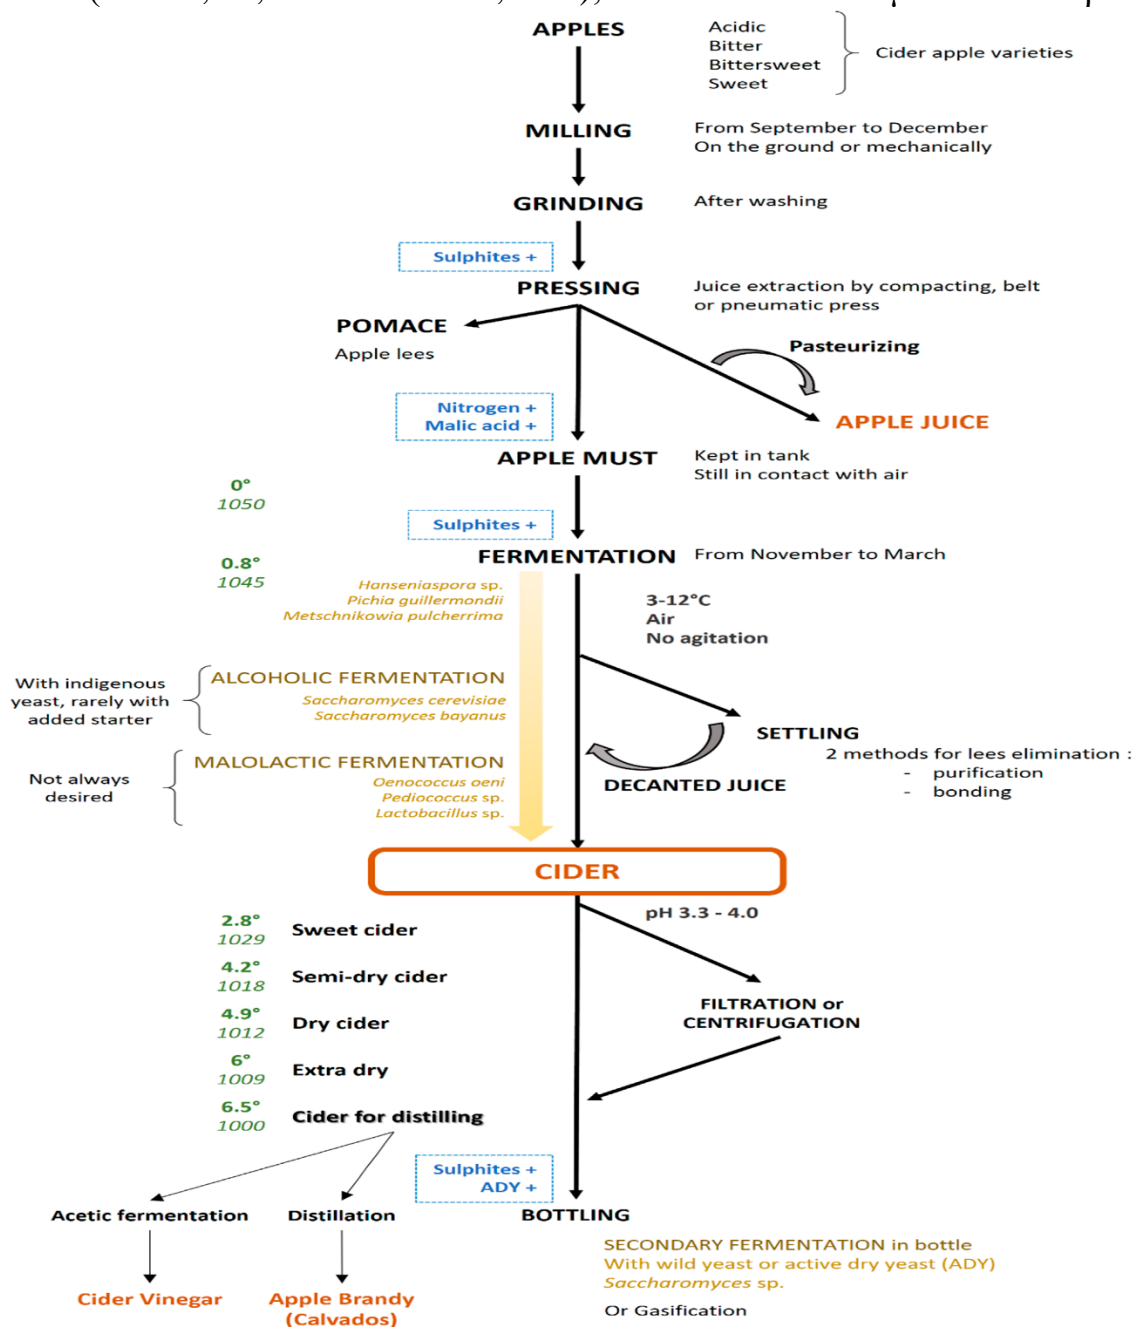 APPLES
Acidic
Bitter
Bittersweet
Sweet
Cider apple varieties
MILLING
From September to December
On the ground or mechanically
GRINDING
After washing
Sulphites +
PRESSING
Juice extraction by compacting, belt
or pneumatic press
POMACE
Apple lees
Pasteurizing
APPLE JUICE
Nitrogen +
Malic acid +
APPLE MUST
Kept in tank
Still in contact with air
0°
1050
Sulphites +
FERMENTATION
From November to March
0.8°
1045
Hanseniaspora sp.
Pichia guillermondii
Metschnikowia pulcherrima
3-12°C
Air
No agitation
With indigenous
yeast, rarely with
added starter
ALCOHOLIC FERMENTATION
Saccharomyces cerevisiae
Saccharomyces bayanus
SETTLING
2 methods for lees elimination :
- purification
- bonding
DECANTED JUICE
Not always
desired
MALOLACTIC FERMENTATION
Oenococcus oeni
Pediococcus sp.
Lactobacillus sp.
CIDER
pH 3.3 - 4.0
2.8°
1029
Sweet cider
4.2°
1018
Semi-dry cider
4.9°
1012
Dry cider
6°
1009
Extra dry
6.5°
1000
Cider for distilling
FILTRATION or
CENTRIFUGATION
Sulphites +
ADY +
Acetic fermentation
Distillation
BOTTLING
SECONDARY FERMENTATION in bottle
With wild yeast or active dry yeast (ADY)
Saccharomyces sp.
Or Gasification
Cider Vinegar
Apple Brandy
(Calvados)